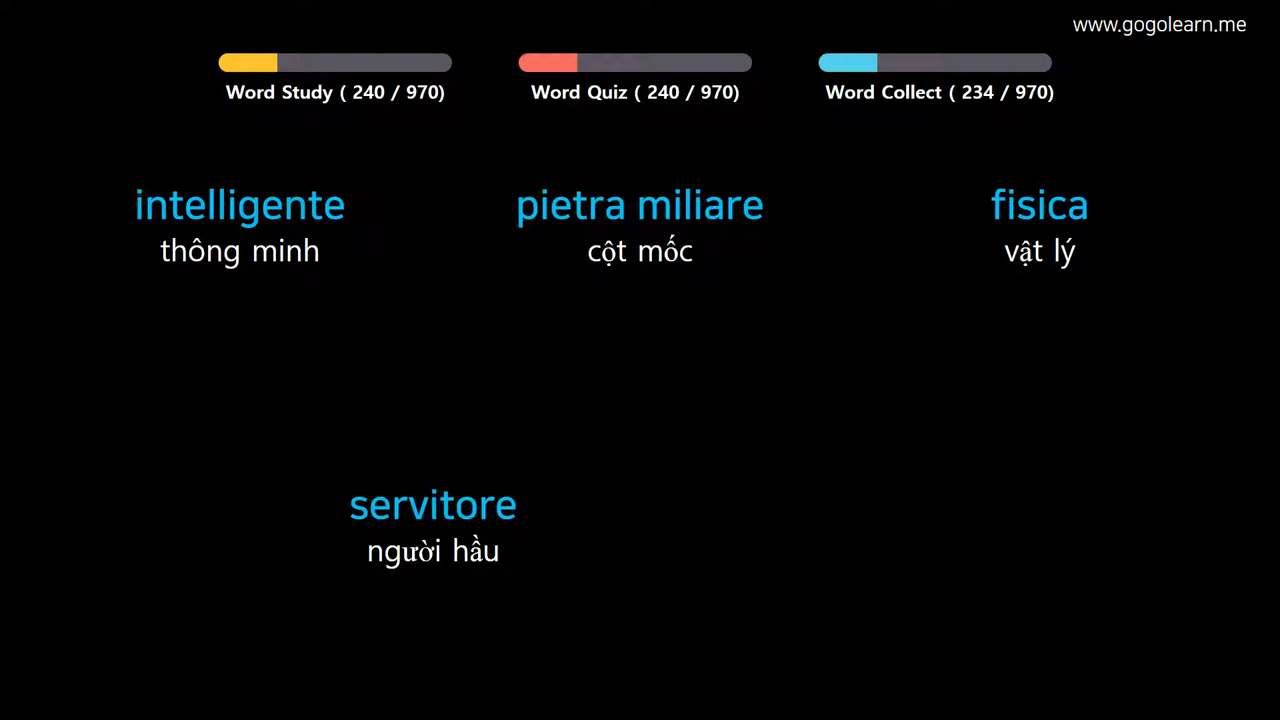 www.gogolearn.me
Word Study ( 240 / 970)
Word Quiz ( 240 / 970)
Word Collect ( 234 / 970)
intelligente
thông minh
pietra miliare
cột mốc
fisica
vật lý
servitore
người hầu